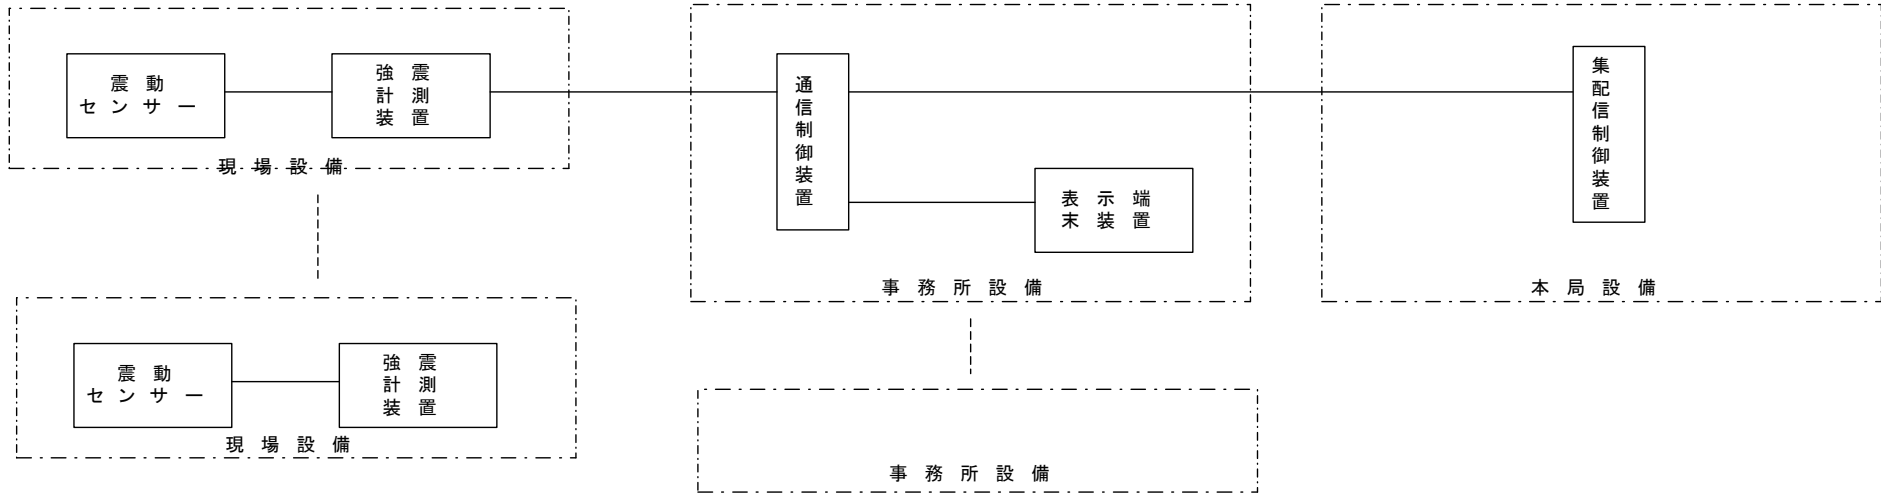 震動
センサー
強震
計測
装置
現場設備
通信制御装置
表示端
末装置
事務所設備
集配信制御装置
本局設備
震動
センサー
強震
計測
装置
現場設備
事務所設備